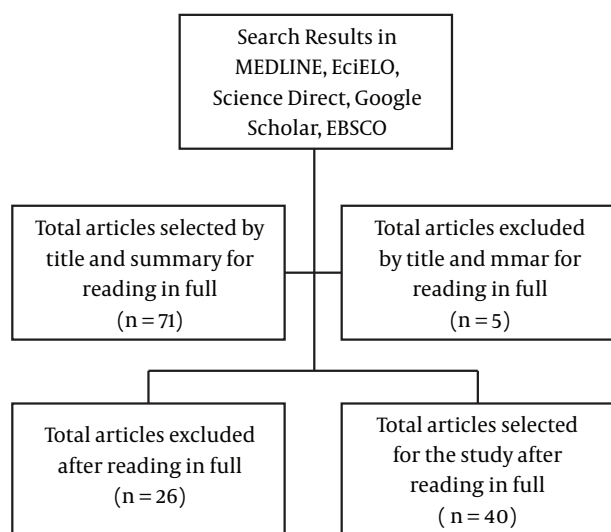 Search Results in
MEDLINE, EciELO,
Science Direct, Google
Scholar, EBSCO
Total articles selected by
title and summary for
reading in full
(n = 71)
Total articles excluded
by title and mmar for
reading in full
(n = 5)
Total articles excluded
after reading in full
(n = 26)
Total articles selected
for the study after
reading in full
( n = 40)